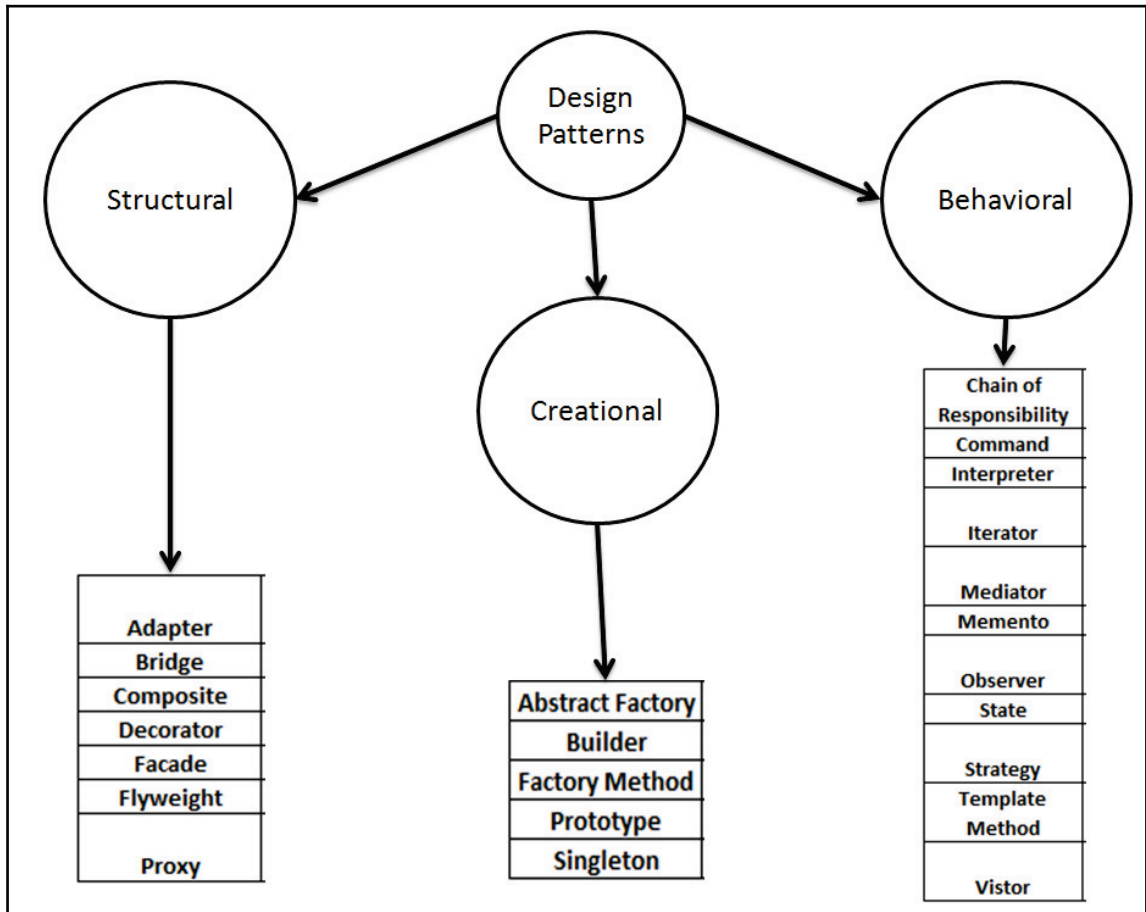 Design
Patterns
Structural
Behavioral
Creational
Adapter
Bridge
Composite
Decorator
Facade
Flyweight
Proxy
Abstract Factory
Builder
Factory Method
Prototype
Singleton
Chain of
Responsibility
Command
Interpreter
Iterator
Mediator
Memento
Observer
State
Strategy
Template
Method
Vistor